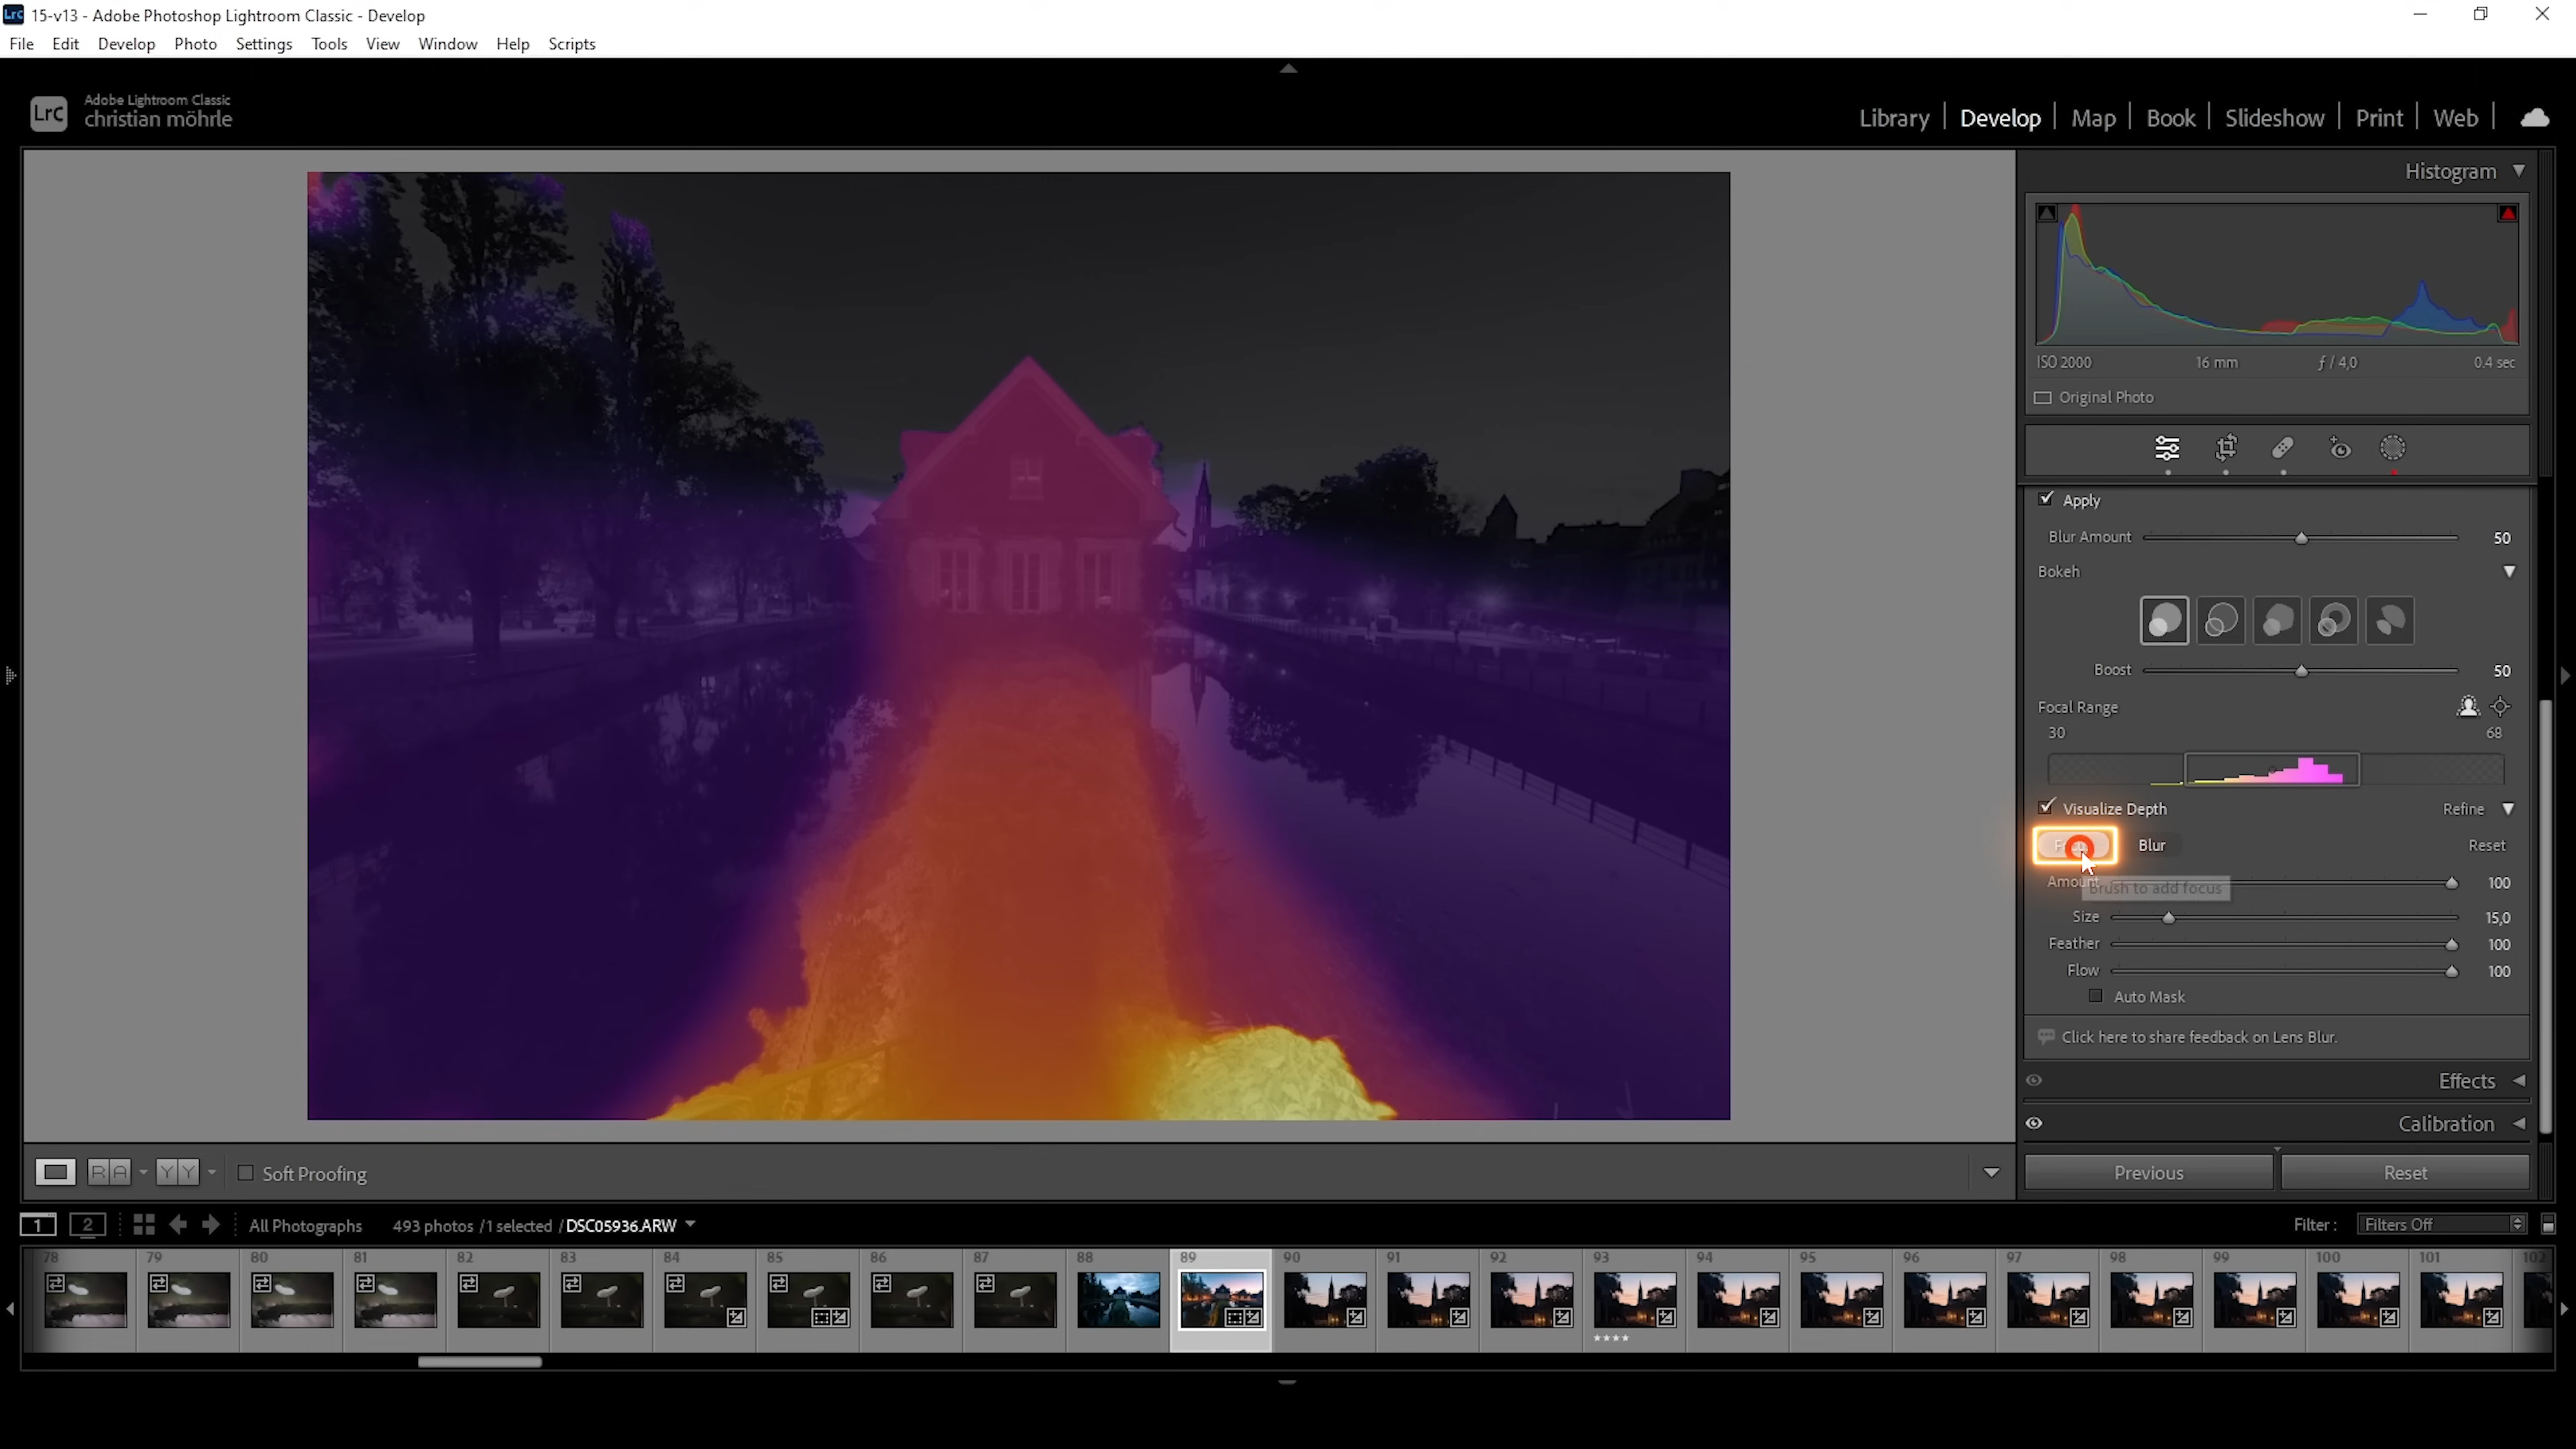 Lrc 15-v13 - Adobe Photoshop Lightroom Classic - Develop
File Edit Develop Photo Settings Tools View Window Help Scripts
Lrc
Adobe Lightroom Classic
christian möhrle
Library | Develop | Map | Book | Slideshow | Print | Web |
Histogram
ISO 2000 16 mm ƒ / 4,0 0.4 sec
Original Photo
Apply
Blur Amount 50
Bokeh
Boost 50
Focal Range
30 68
Visualize Depth Refine
Blur Reset
Amount 100
Brush to add focus
Size 15,0
Feather 100
Flow 100
Auto Mask
Click here to share feedback on Lens Blur.
Effects
Calibration
R A Y Y Soft Proofing
Previous Reset
1 2 All Photographs 493 photos / 1 selected / DSC05936.ARW Filter : Filters Off
78 79 80 81 82 83 84 85 86 87 88 89 90 91 92 93 94 95 96 97 98 99 100 101 102